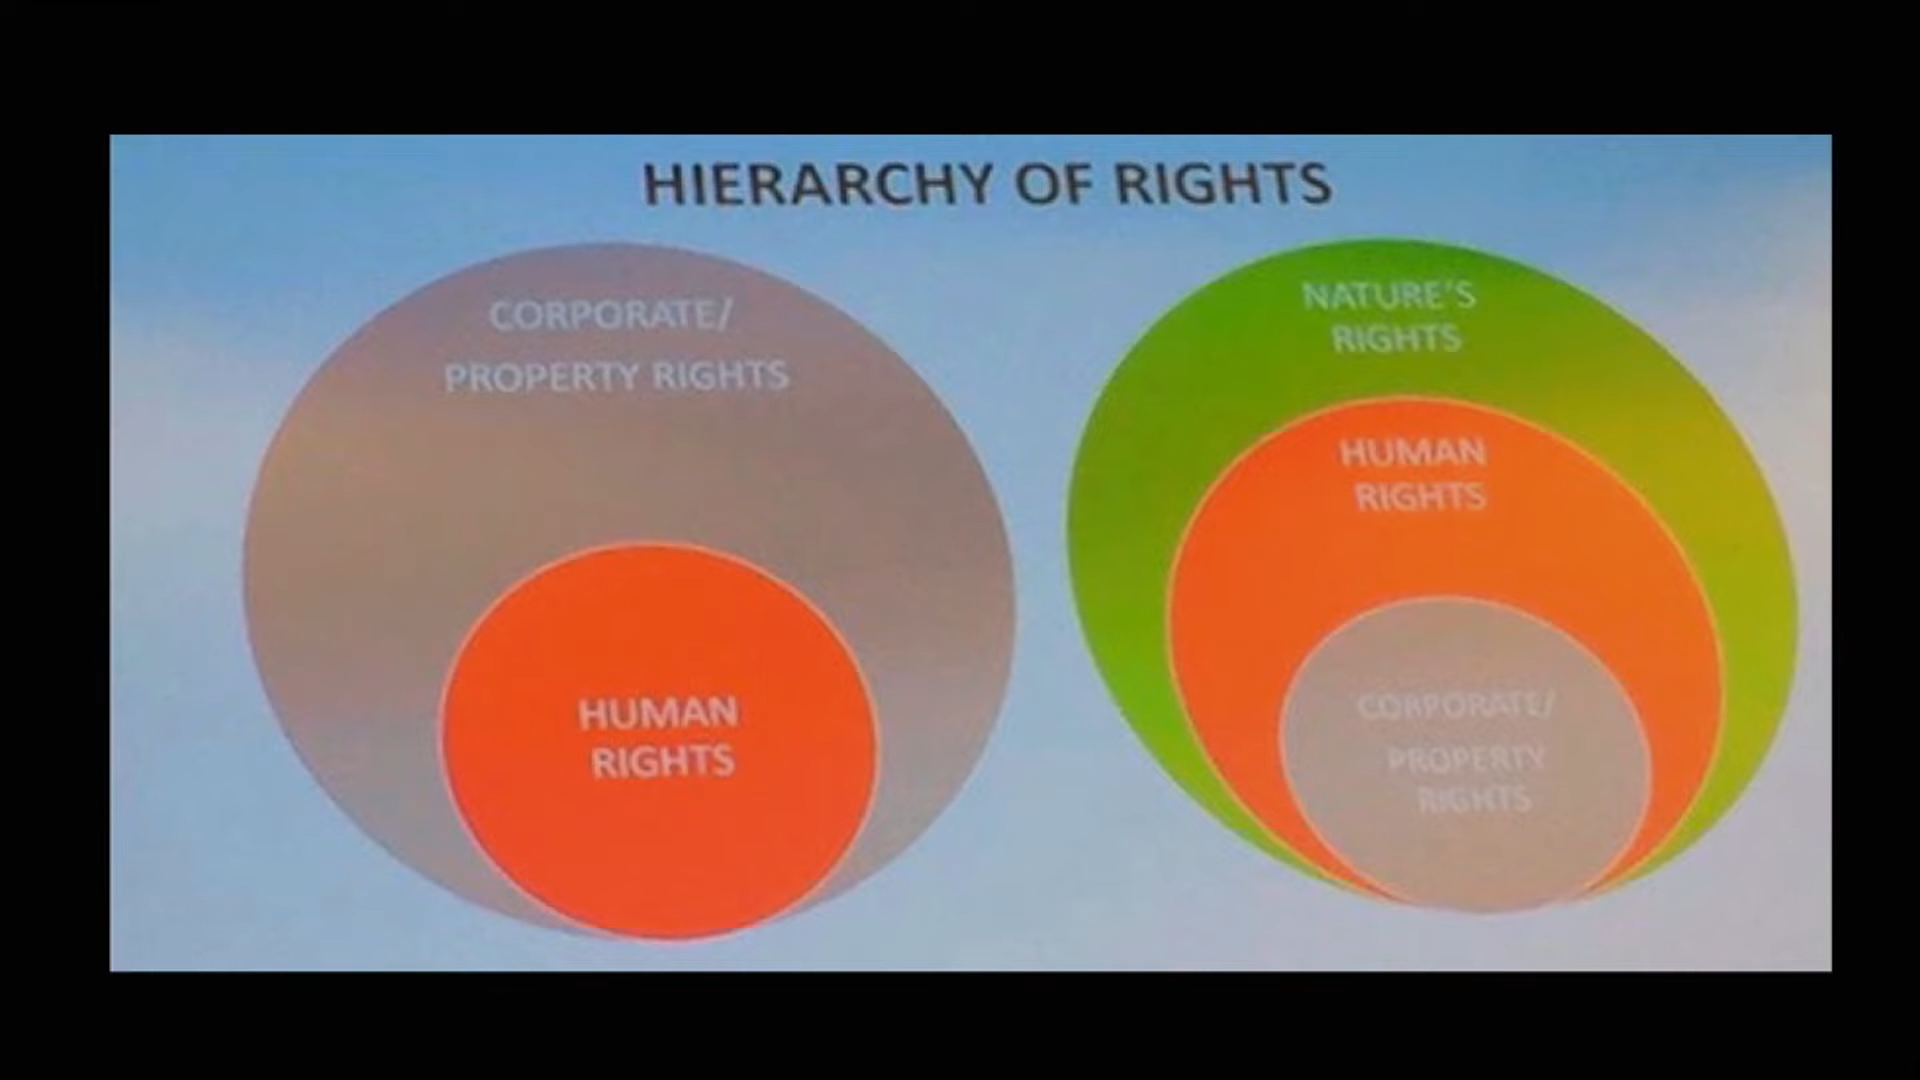 HIERARCHY OF RIGHTS
CORPORATE/
PROPERTY RIGHTS
HUMAN
RIGHTS
NATURE'S
RIGHTS
HUMAN
RIGHTS
CORPORATE/
PROPERTY
RIGHTS